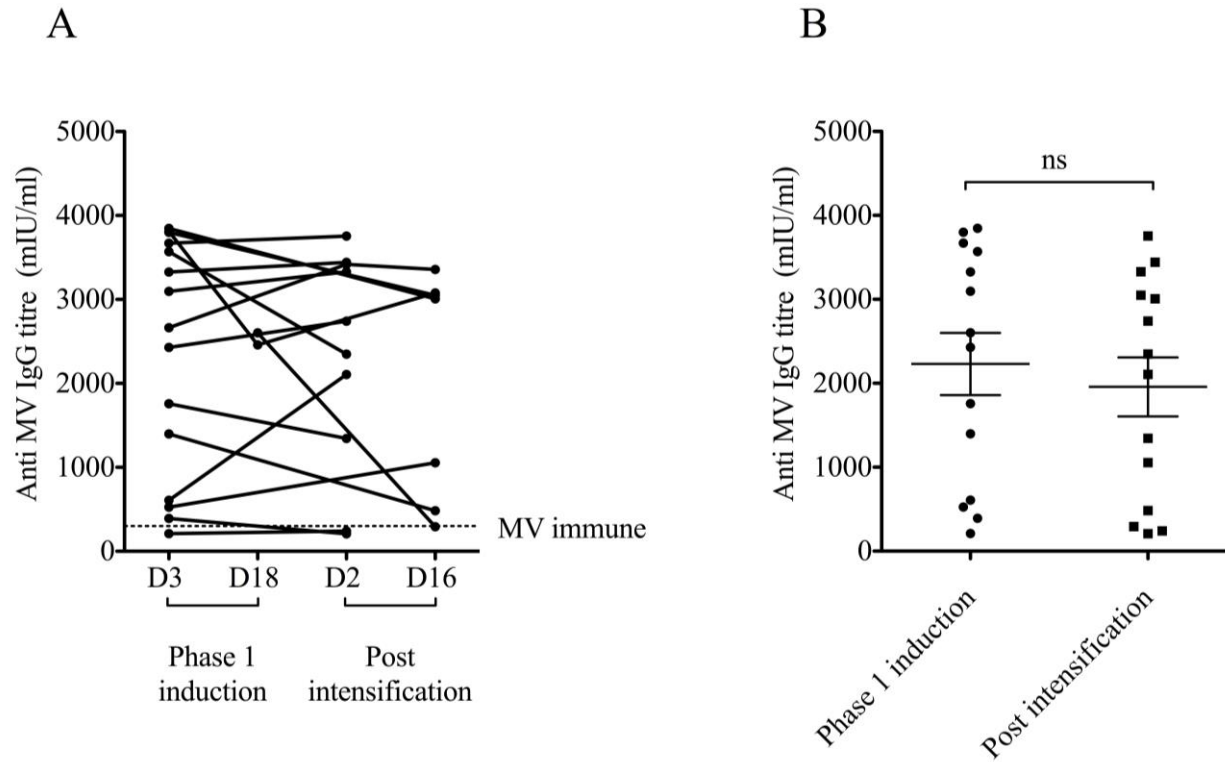 A
Anti MV IgG titre (mIU/ml)
5000
4000
3000
2000
1000
0
MV immune
D3 D18 D2 D16
Phase 1
induction
Post
intensification
B
Anti MV IgG titre (mIU/ml)
5000
4000
3000
2000
1000
0
ns
Phase 1 induction
Post intensification